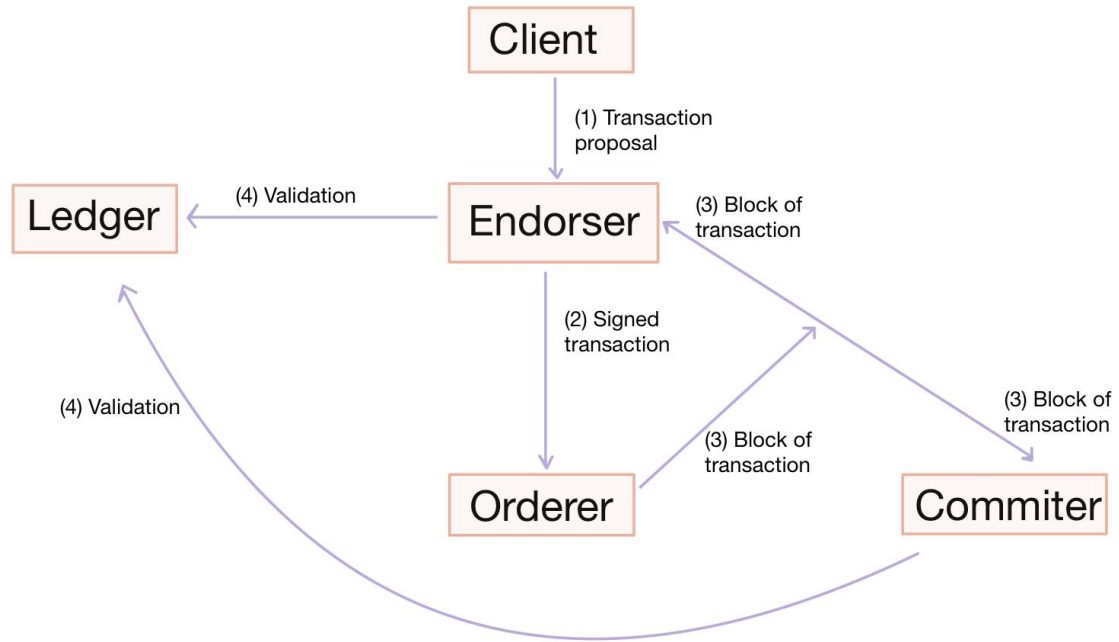 Client
(1) Transaction
proposal
Ledger
(4) Validation
Endorser
(3) Block of
transaction
(2) Signed
transaction
(4) Validation
(3) Block of
transaction
(3) Block of
transaction
Orderer
Commiter